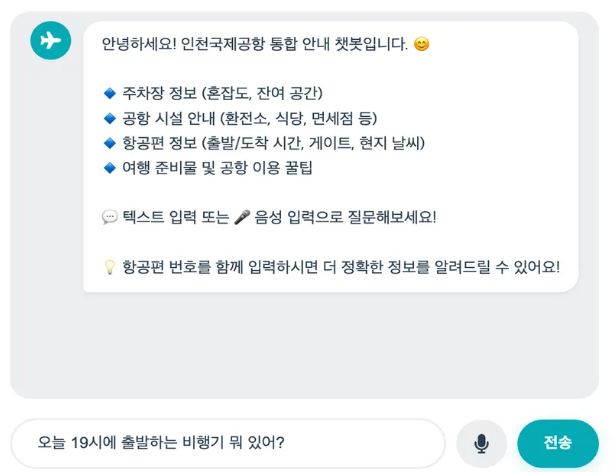 안녕하세요! 인천국제공항 통합 안내 챗봇입니다. 😊
🔹 주차장 정보 (혼잡도, 잔여 공간)
🔹 공항 시설 안내 (환전소, 식당, 면세점 등)
🔹 항공편 정보 (출발/도착 시간, 게이트, 현지 날씨)
🔹 여행 준비물 및 공항 이용 꿀팁
💬 텍스트 입력 또는 🎤 음성 입력으로 질문해보세요!
💡 항공편 번호를 함께 입력하시면 더 정확한 정보를 알려드릴 수 있어요!
오늘 19시에 출발하는 비행기 뭐 있어?
전송